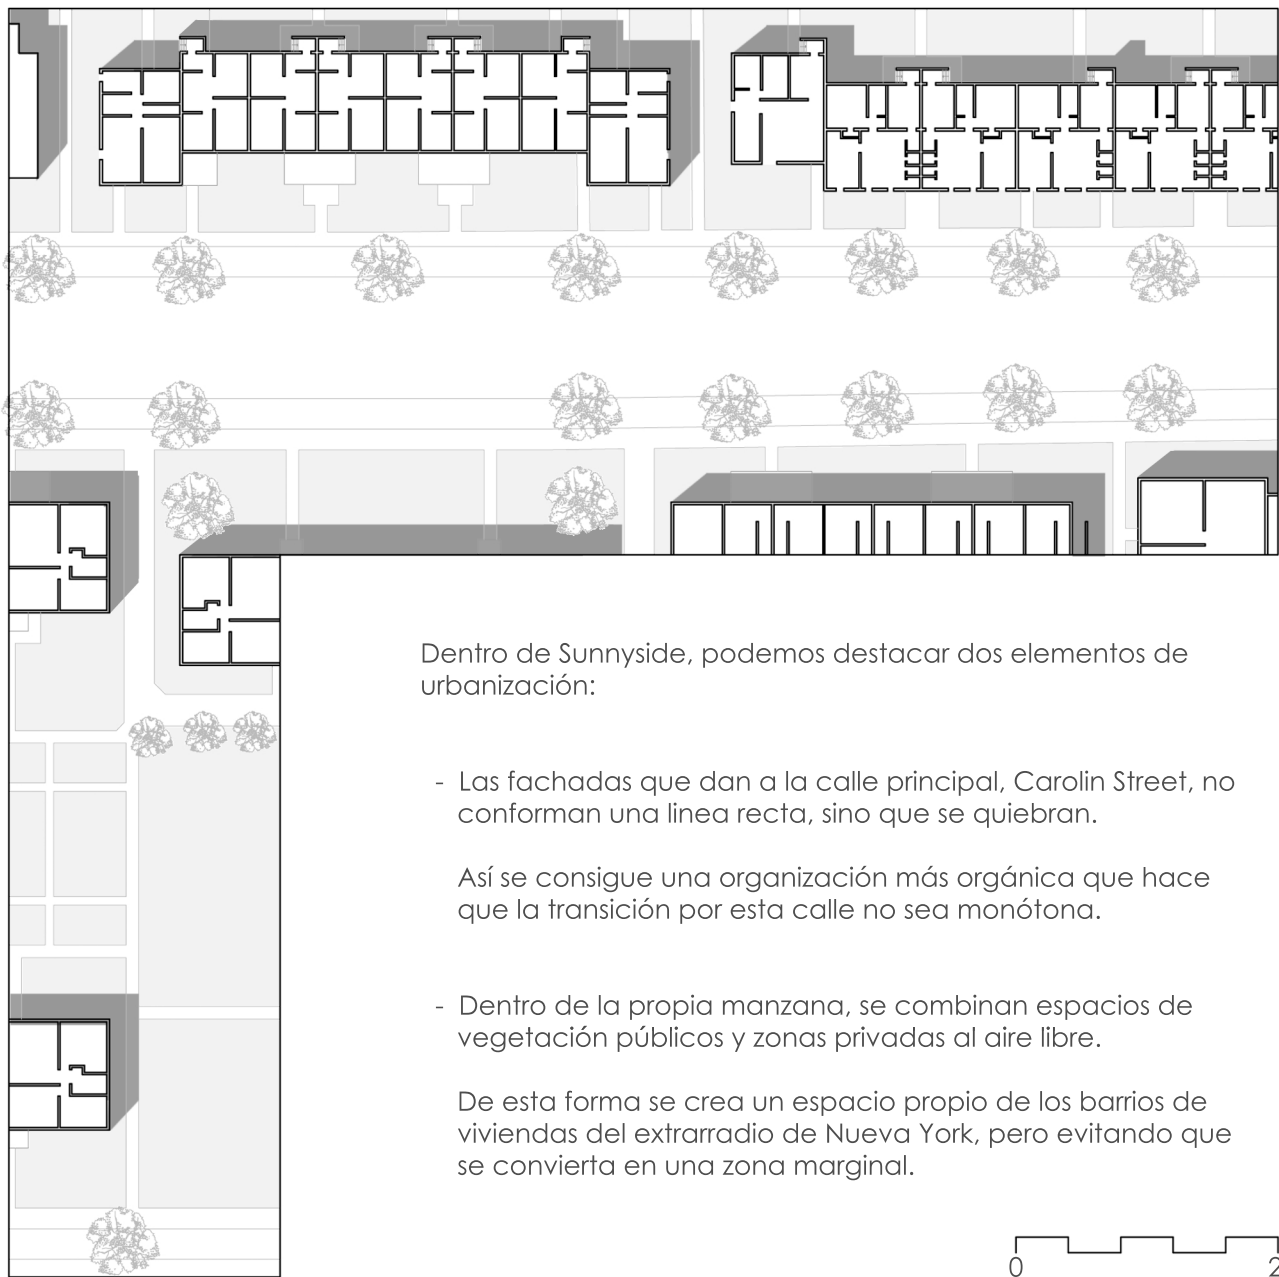 Dentro de Sunnyside, podemos destacar dos elementos de
urbanización:
- Las fachadas que dan a la calle principal, Carolin Street, no
conforman una linea recta, sino que se quiebran.
Así se consigue una organización más orgánica que hace
que la transición por esta calle no sea monótona.
- Dentro de la propia manzana, se combinan espacios de
vegetación públicos y zonas privadas al aire libre.
De esta forma se crea un espacio propio de los barrios de
viviendas del extrarradio de Nueva York, pero evitando que
se convierta en una zona marginal.
0